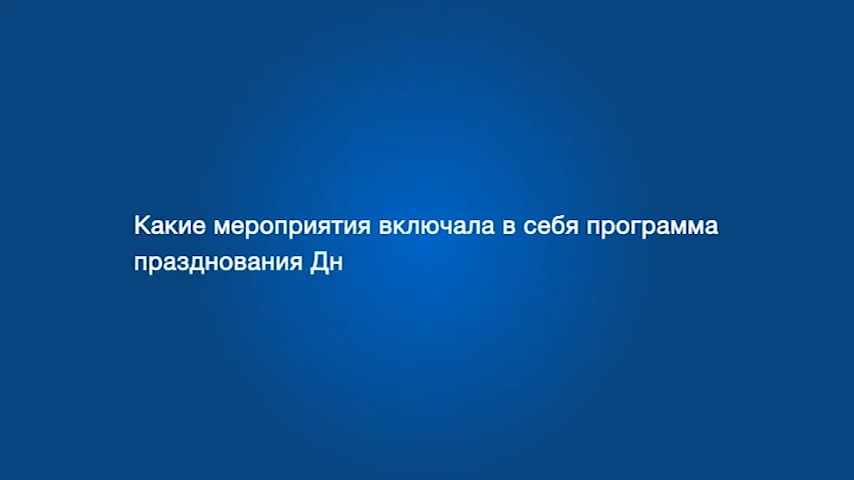 Какие мероприятия включала в себя программа
празднования Дн